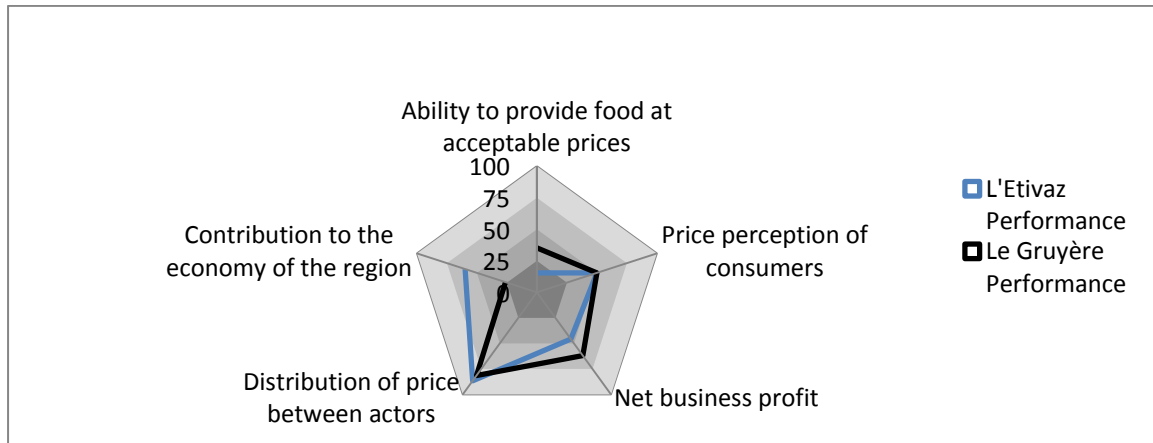 Ability to provide food at
acceptable prices
100
75
50
25
0
Price perception of
consumers
Net business profit
Distribution of price
between actors
Contribution to the
economy of the region
L'Etivaz
Performance
Le Gruyère
Performance